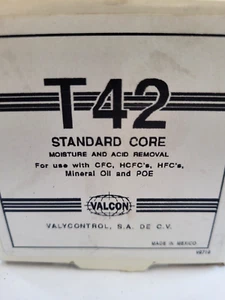 T42
STANDARD CORE
MOISTURE AND ACID REMOVAL
For use with CFC, HCFC's, HFC's,
Mineral Oil and POE
VALCON
VALYCONTROL, S.A. DE C.V.
MADE IN MEXICO